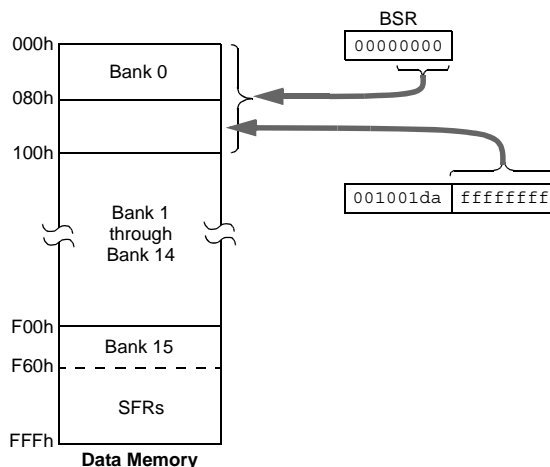 BSR
00000000
000h
Bank 0
080h
100h
001001da ffffffff
Bank 1
through
Bank 14
F00h
Bank 15
F60h
SFRs
FFFh
Data Memory